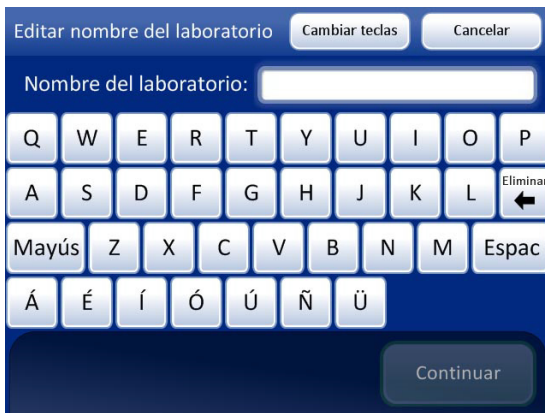 Editar nombre del laboratorio Cambiar teclas Cancelar
Nombre del laboratorio:
Q W E R T Y U I O P
A S D F G H J K L Eliminar
Mayús Z X C V B N M Espac
Á É Í Ó Ú Ñ Ü
Continuar